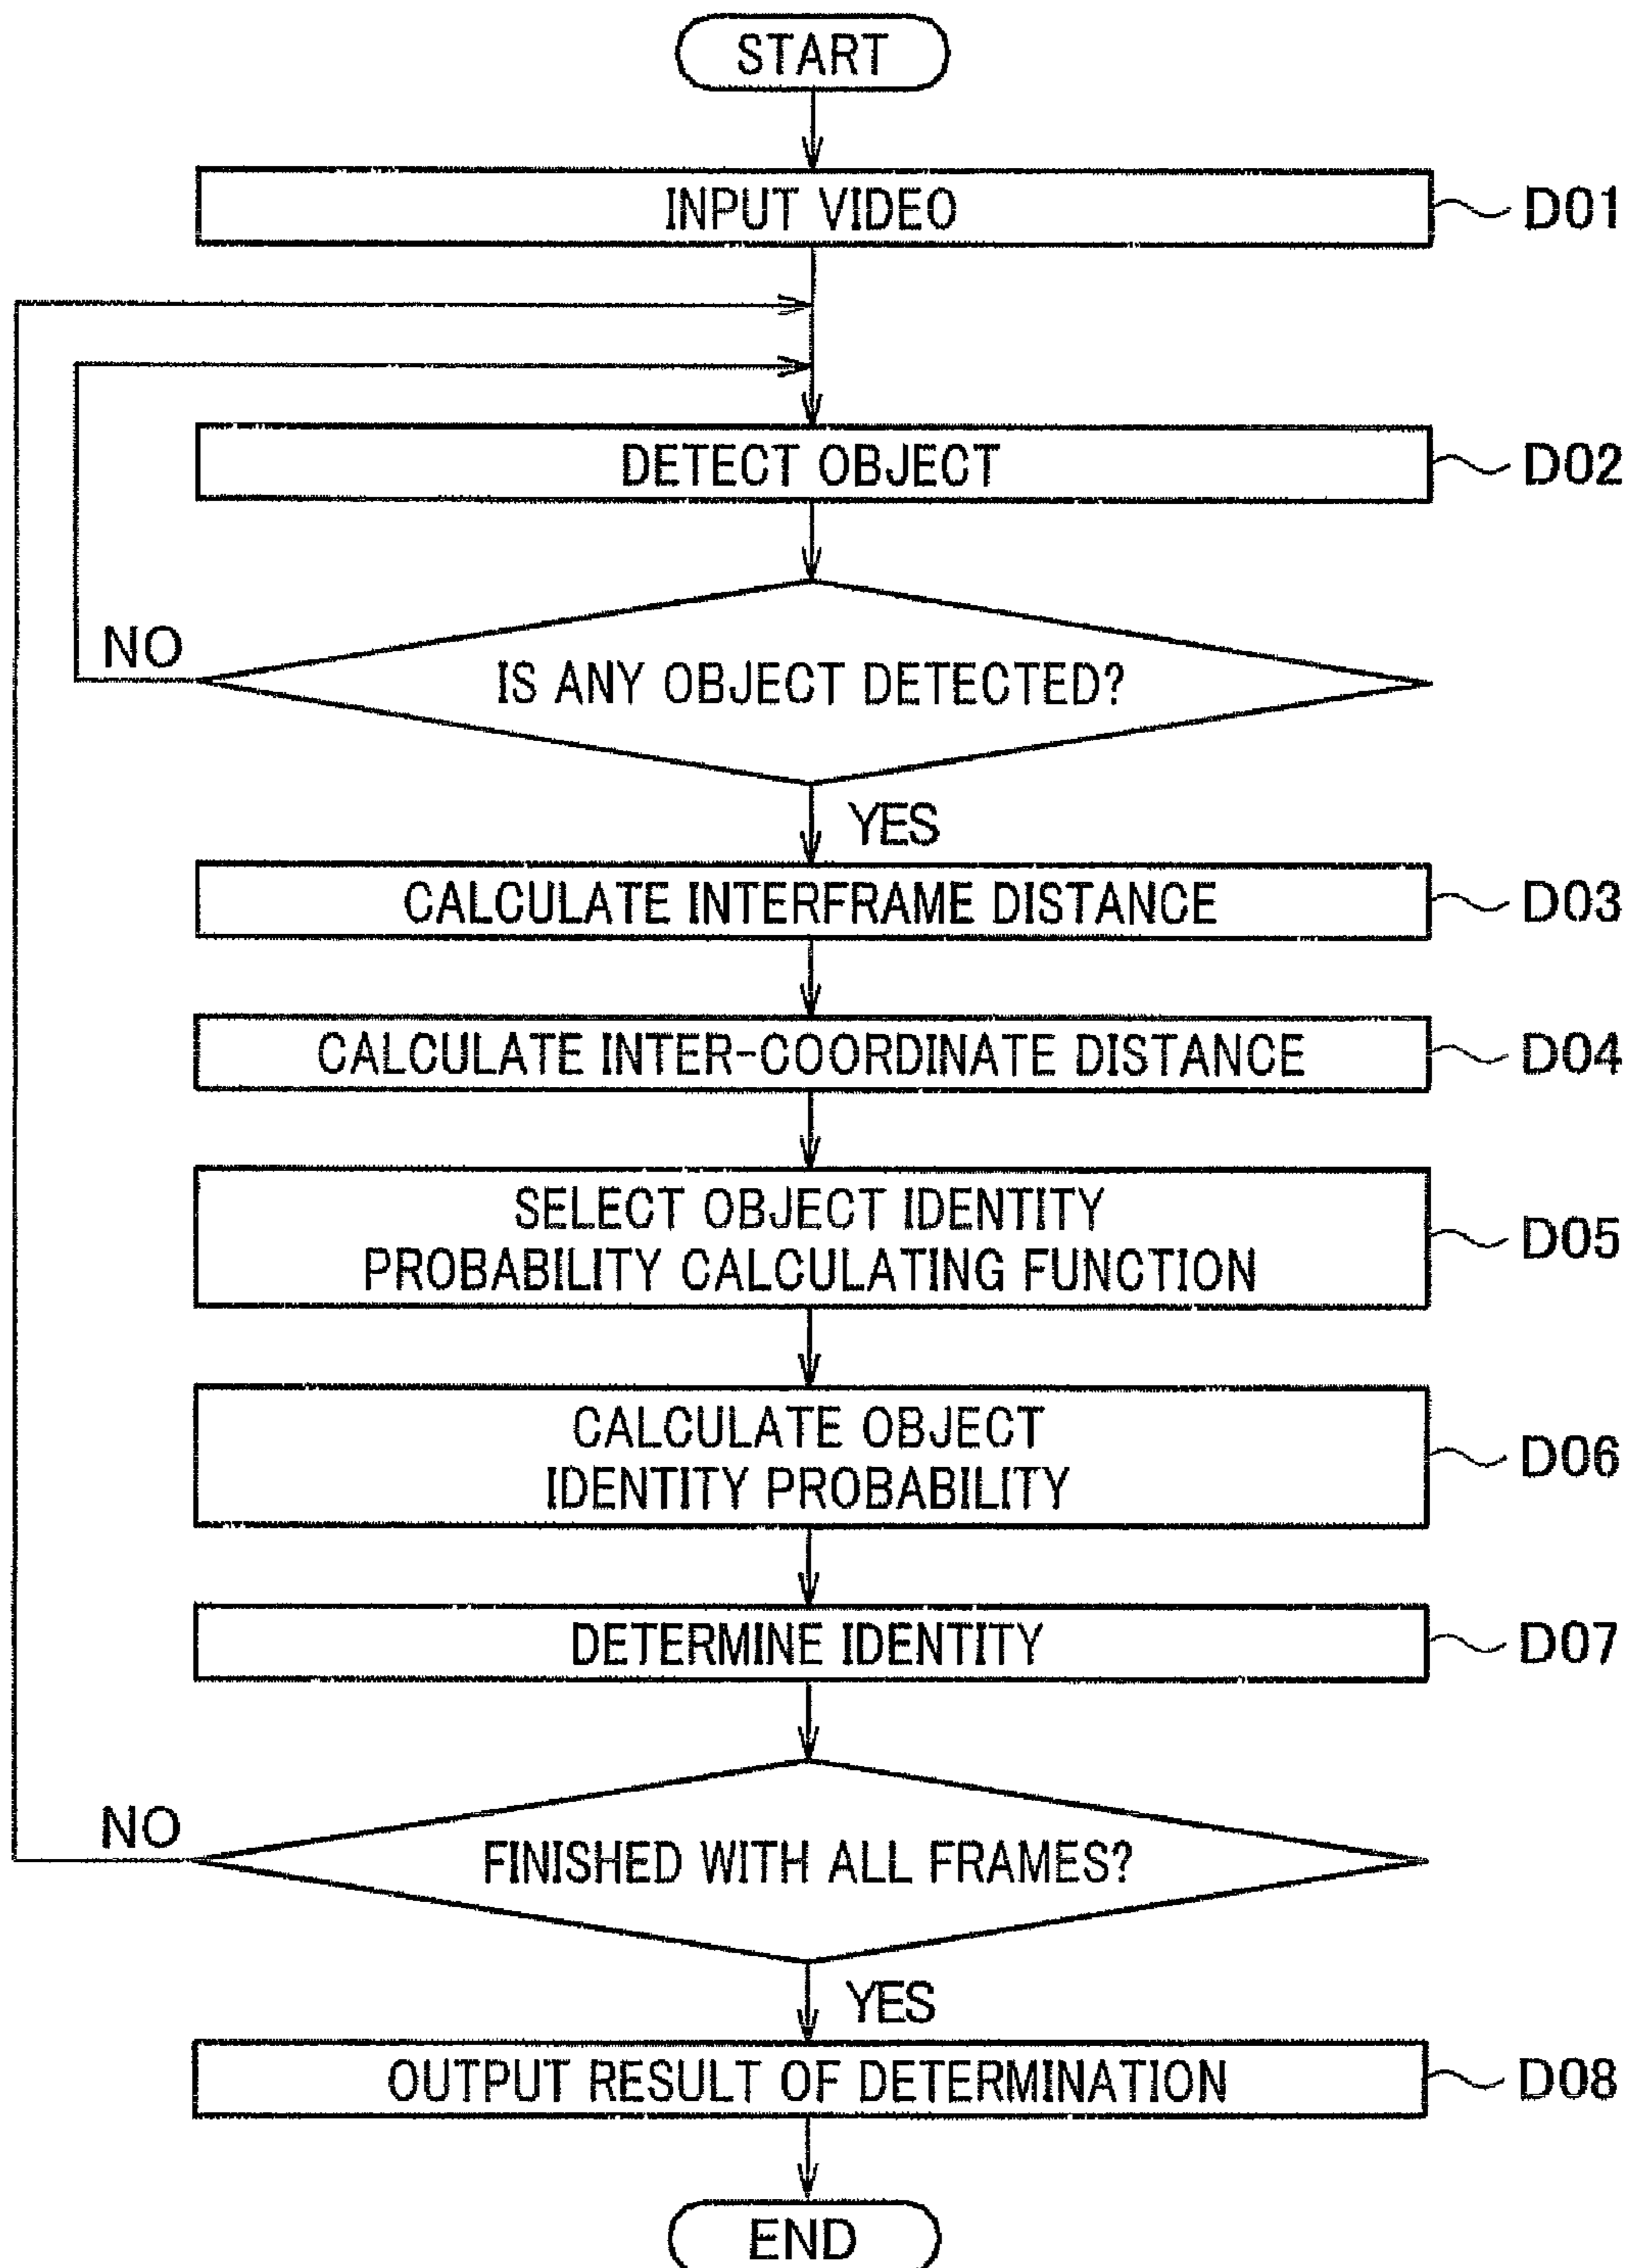 START
INPUT VIDEO
D01
DETECT OBJECT
D02
NO
IS ANY OBJECT DETECTED?
YES
CALCULATE INTERFRAME DISTANCE
D03
CALCULATE INTER-COORDINATE DISTANCE
D04
SELECT OBJECT IDENTITY
PROBABILITY CALCULATING FUNCTION
D05
CALCULATE OBJECT
IDENTITY PROBABILITY
D06
DETERMINE IDENTITY
D07
NO
FINISHED WITH ALL FRAMES?
YES
OUTPUT RESULT OF DETERMINATION
D08
END